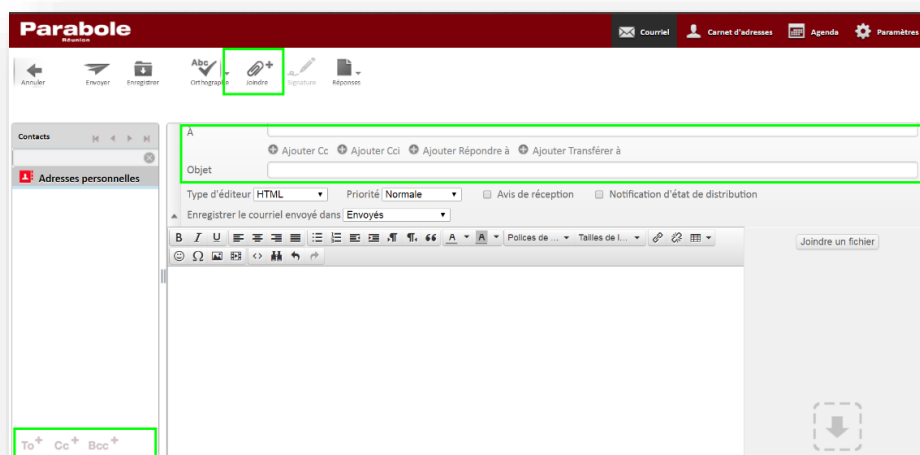 Parabole
Réunion
Courriel Carnet d'adresses Agenda Paramètres
Abc
Annuler Envoyer Enregistrer Orthographe Joindre Signature Réponses
Contacts
Adresses personnelles
À
Ajouter Cc Ajouter Cci Ajouter Répondre à Ajouter Transférer à
Objet
Type d'éditeur HTML Priorité Normale Avis de réception Notification d'état de distribution
Enregistrer le courriel envoyé dans Envoyés
B I U A A Polices de ... Tailles de l...
Joindre un fichier
To+ Cc+ Bcc+